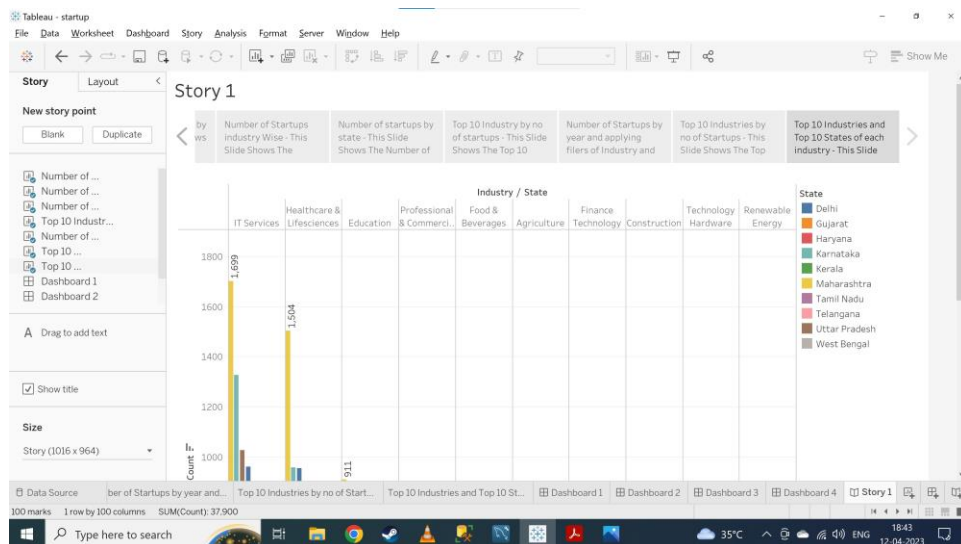 Tableau - startup
File Data Worksheet Dashboard Story Analysis Format Server Window Help
Show Me
Story Layout
New story point
Blank Duplicate
Number of ...
Number of ...
Number of ...
Top 10 Industr...
Number of ...
Top 10 ...
Top 10 ...
Dashboard 1
Dashboard 2
A Drag to add text
Show title
Size
Story (1016 x 964)
Story 1
by
ws
Number of Startups
industry Wise - This
Slide Shows The
Number of startups by
state - This Slide
Shows The Number of
Top 10 Industry by no
of startups - This Slide
Shows The Top 10
Number of Startups by
year and applying
filers of Industry and
Top 10 Industries by
no of Startups - This
Slide Shows The Top
Top 10 Industries and
Top 10 States of each
industry - This Slide
Industry / State
IT Services
Healthcare &
Lifesciences
Education
Professional
& Commerci..
Food &
Beverages
Agriculture
Finance
Technology
Construction
Technology
Hardware
Renewable
Energy
1800
1600
1400
1200
1000
Count
1,699
1,504
911
State
Delhi
Gujarat
Haryana
Karnataka
Kerala
Maharashtra
Tamil Nadu
Telangana
Uttar Pradesh
West Bengal
Data Source ber of Startups by year and... Top 10 Industries by no of Start... Top 10 Industries and Top 10 St... Dashboard 1 Dashboard 2 Dashboard 3 Dashboard 4 Story 1
100 marks 1 row by 100 columns SUM(Count): 37,900
Type here to search
35°C ENG
18:43
12-04-2023